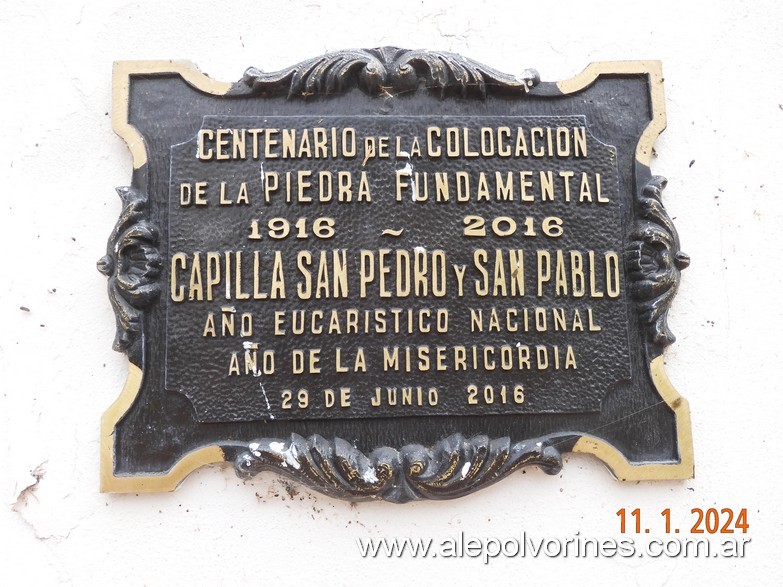 CENTENARIO DE LA COLOCACION
DE LA PIEDRA FUNDAMENTAL
1916 ~ 2016
CAPILLA SAN PEDRO Y SAN PABLO
AÑO EUCARISTICO NACIONAL
AÑO DE LA MISERICORDIA
29 DE JUNIO 2016
11. 1. 2024
www.alepolvorines.com.ar